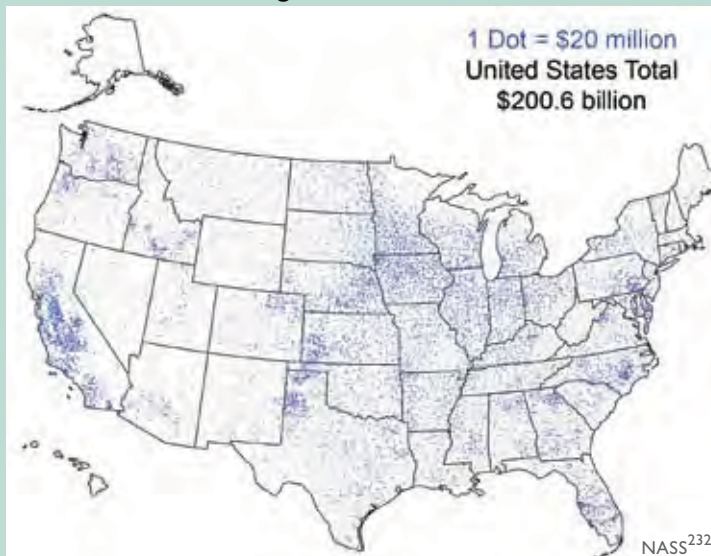 1 Dot = $20 million
United States Total
$200.6 billion
NASS232